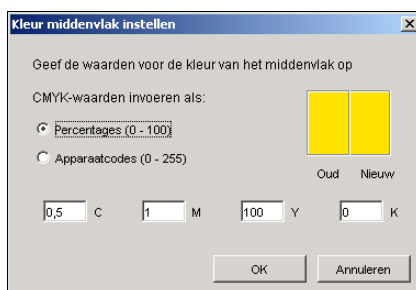 Kleur middenvlak instellen
Geef de waarden voor de kleur van het middenvlak op
CMYK-waarden invoeren als:
Percentages (0 - 100)
Apparaatcodes (0 - 255)
Oud Nieuw
0,5 C 1 M 100 Y 0 K
OK Annuleren